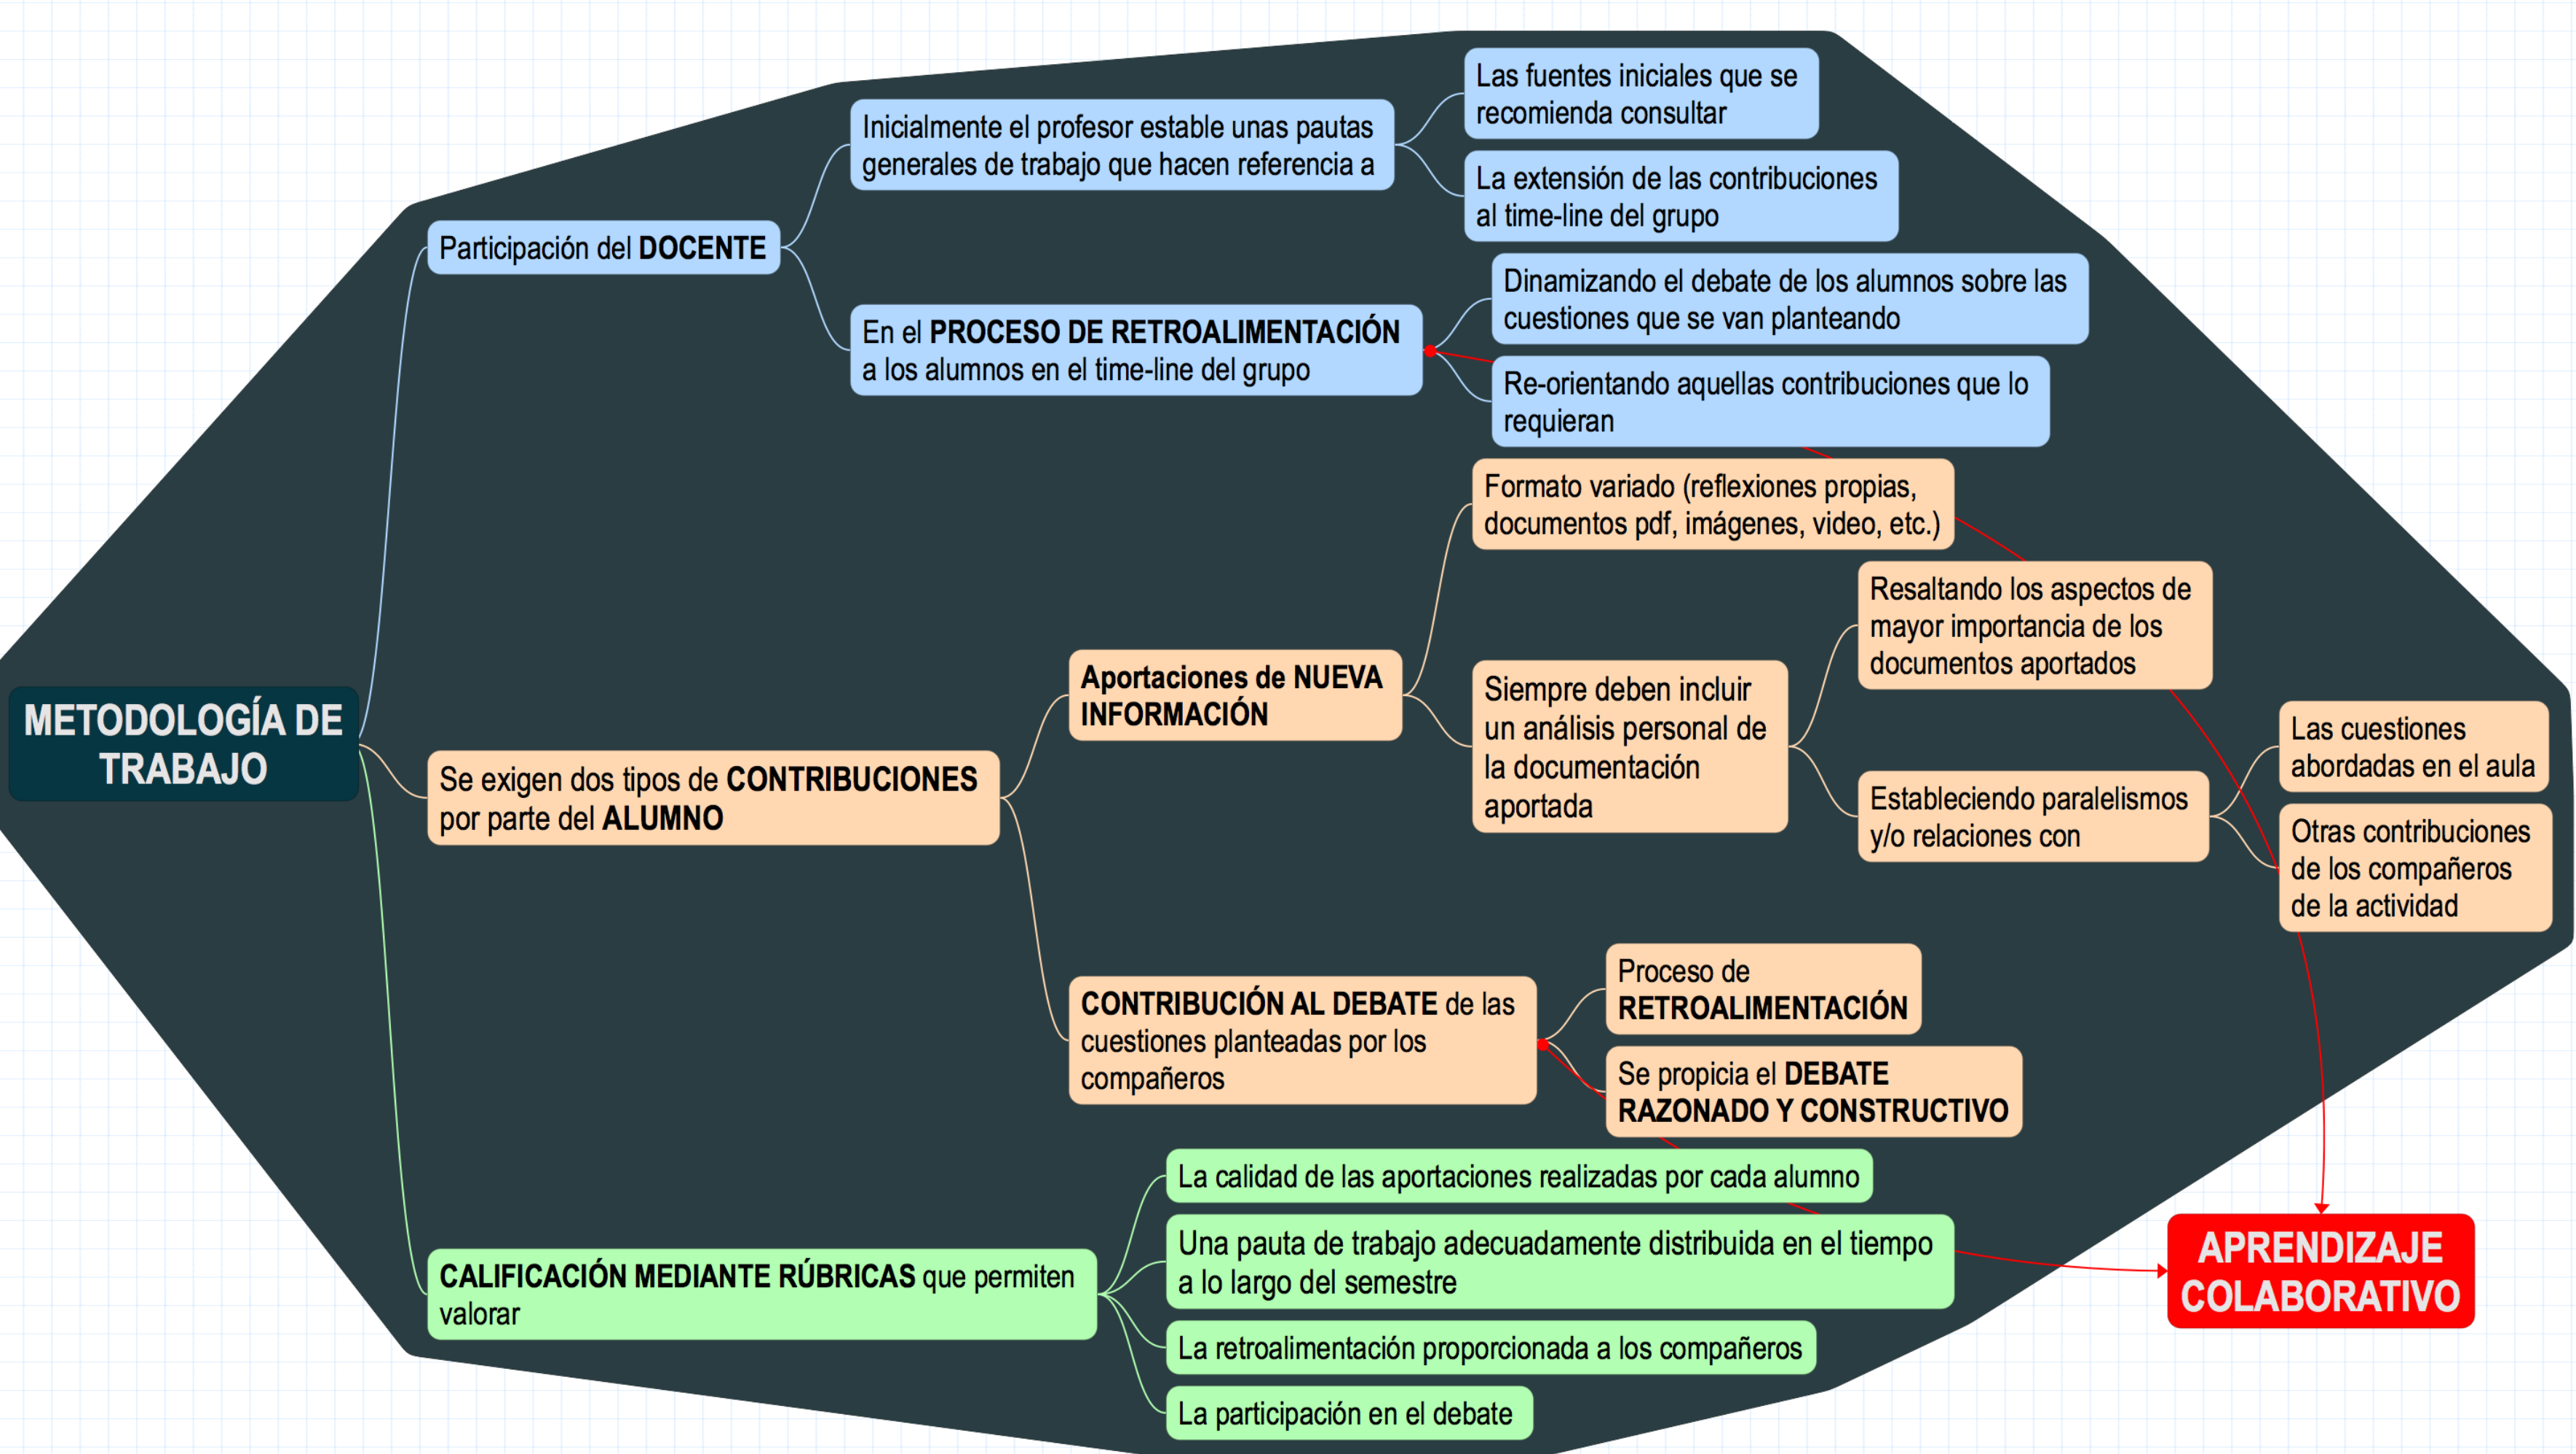 METODOLOGÍA DE
TRABAJO
Participación del DOCENTE
Inicialmente el profesor estable unas pautas
generales de trabajo que hacen referencia a
Las fuentes iniciales que se
recomienda consultar
La extensión de las contribuciones
al time-line del grupo
En el PROCESO DE RETROALIMENTACIÓN
a los alumnos en el time-line del grupo
Dinamizando el debate de los alumnos sobre las
cuestiones que se van planteando
Re-orientando aquellas contribuciones que lo
requieran
Se exigen dos tipos de CONTRIBUCIONES
por parte del ALUMNO
Aportaciones de NUEVA
INFORMACIÓN
Formato variado (reflexiones propias,
documentos pdf, imágenes, video, etc.)
Siempre deben incluir
un análisis personal de
la documentación
aportada
Resaltando los aspectos de
mayor importancia de los
documentos aportados
Estableciendo paralelismos
y/o relaciones con
Las cuestiones
abordadas en el aula
Otras contribuciones
de los compañeros
de la actividad
CONTRIBUCIÓN AL DEBATE de las
cuestiones planteadas por los
compañeros
Proceso de
RETROALIMENTACIÓN
Se propicia el DEBATE
RAZONADO Y CONSTRUCTIVO
CALIFICACIÓN MEDIANTE RÚBRICAS que permiten
valorar
La calidad de las aportaciones realizadas por cada alumno
Una pauta de trabajo adecuadamente distribuida en el tiempo
a lo largo del semestre
La retroalimentación proporcionada a los compañeros
La participación en el debate
APRENDIZAJE
COLABORATIVO